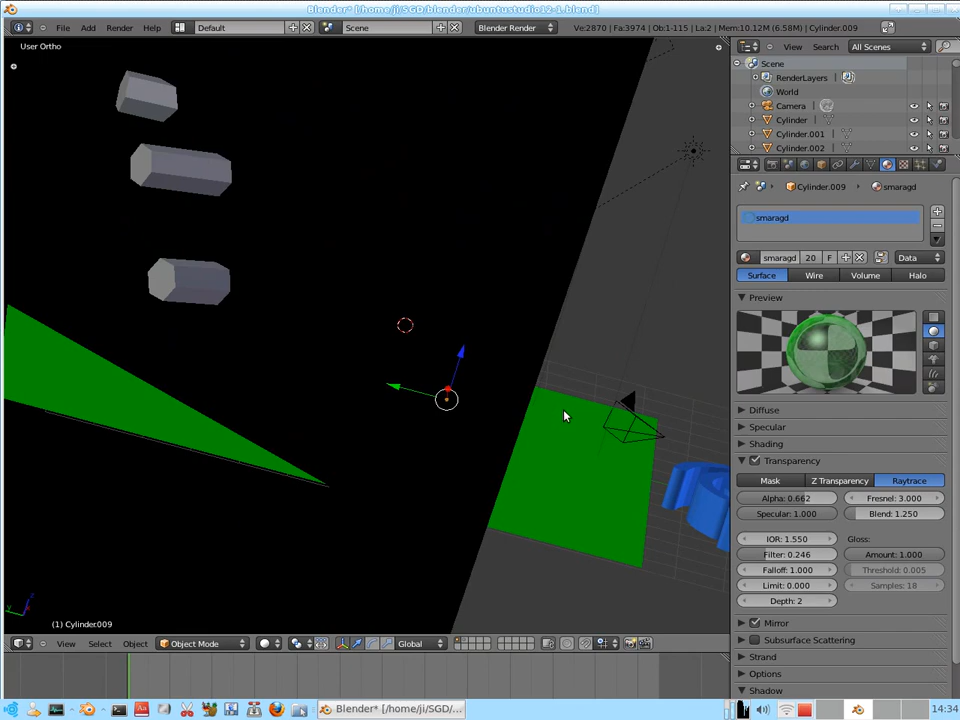 Blender* [/home/ji/SGD/blender/ubuntustudio12-1.blend]
File Add Render Help Default Scene Blender Render Ve:2870 | Fa:3974 | Ob:1-115 | La:2 | Mem:10.12M (6.58M) | Cylinder.009
User Ortho
View Search All Scenes
Scene
RenderLayers
World
Camera
Cylinder
Cylinder.001
Cylinder.002
Cylinder.009 smaragd
smaragd
smaragd 20 F Data
Surface Wire Volume Halo
Preview
Diffuse
Specular
Shading
Transparency
Mask Z Transparency Raytrace
Alpha: 0.662 Fresnel: 3.000
Specular: 1.000 Blend: 1.250
IOR: 1.550 Gloss:
Filter: 0.246 Amount: 1.000
Falloff: 1.000 Threshold: 0.005
Limit: 0.000 Samples: 18
Depth: 2
Mirror
Subsurface Scattering
Strand
Options
Shadow
y z
(1) Cylinder.009
View Select Object Object Mode Global
Blender* [/home/ji/SGD/...
14:34